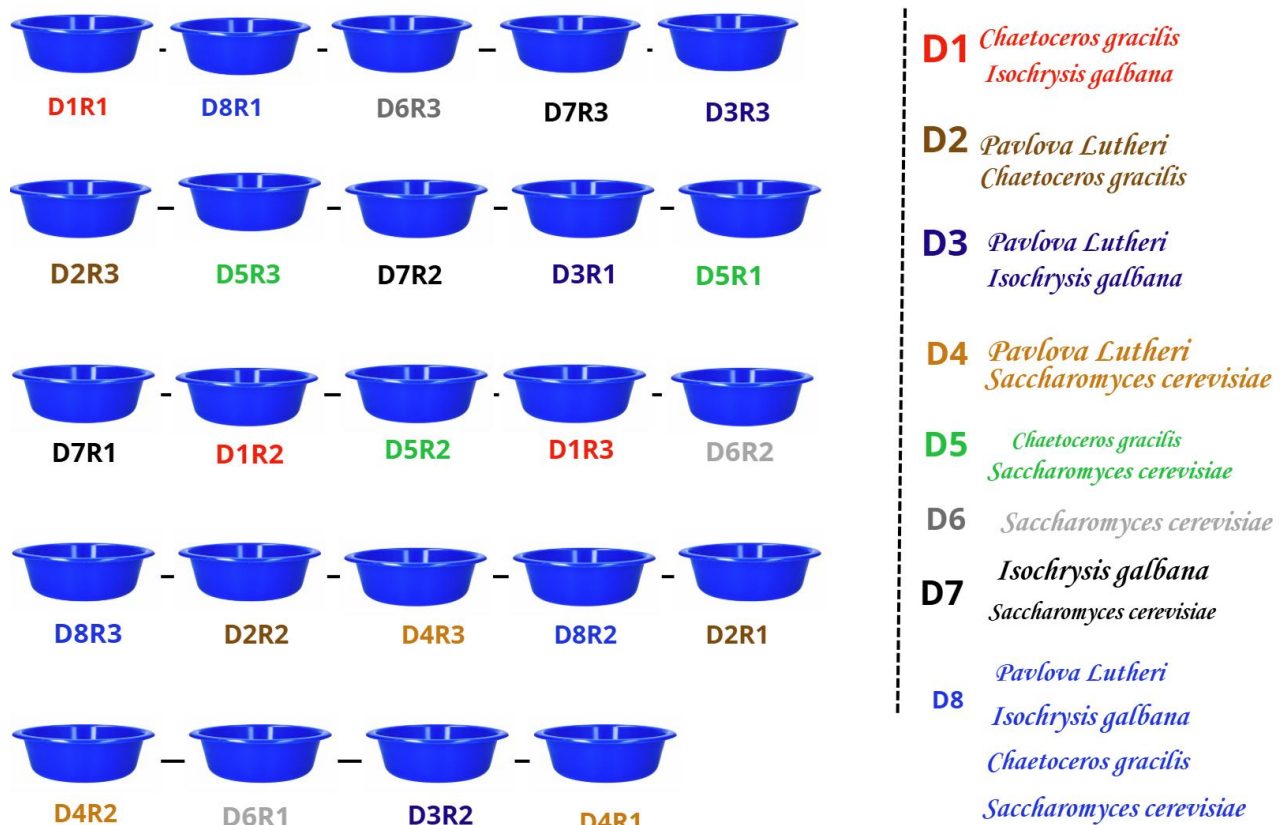 D1R1 D8R1 D6R3 D7R3 D3R3
D2R3 D5R3 D7R2 D3R1 D5R1
D7R1 D1R2 D5R2 D1R3 D6R2
D8R3 D2R2 D4R3 D8R2 D2R1
D4R2 D6R1 D3R2 D4R1
D1 Chaetoceros gracilis
Isochrysis galbana
D2 Pavlova Lutheri
Chaetoceros gracilis
D3 Pavlova Lutheri
Isochrysis galbana
D4 Pavlova Lutheri
Saccharomyces cerevisiae
D5 Chaetoceros gracilis
Saccharomyces cerevisiae
D6 Saccharomyces cerevisiae
D7 Isochrysis galbana
Saccharomyces cerevisiae
D8 Pavlova Lutheri
Isochrysis galbana
Chaetoceros gracilis
Saccharomyces cerevisiae